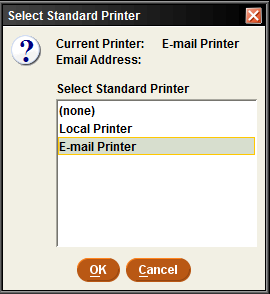 Select Standard Printer
Current Printer: E-mail Printer
Email Address:
Select Standard Printer
(none)
Local Printer
E-mail Printer
OK Cancel